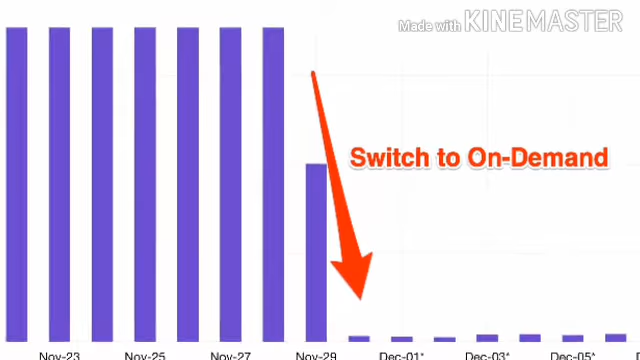 Made with KINEMASTER
Switch to On-Demand
Nov-23 Nov-25 Nov-27 Nov-29 Dec-01* Dec-03* Dec-05*